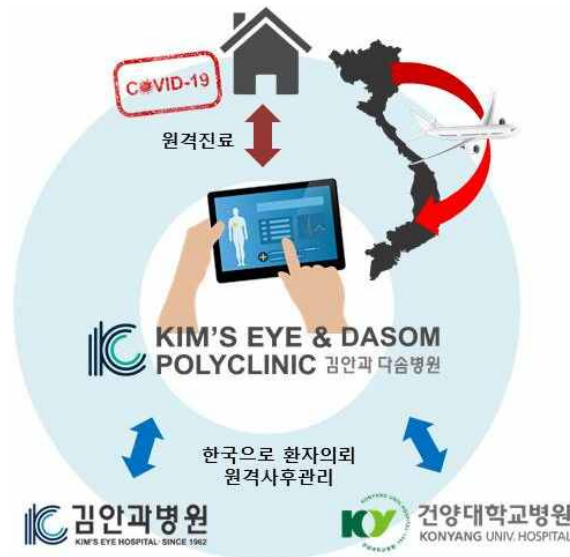 COVID-19
원격진료
KIM'S EYE & DASOM
POLYCLINIC 김안과 다솜병원
한국으로 환자의뢰
원격사후관리
김안과병원
KIM'S EYE HOSPITAL·SINCE 1962
KY
건양대학교병원
KONYANG UNIV. HOSPITAL